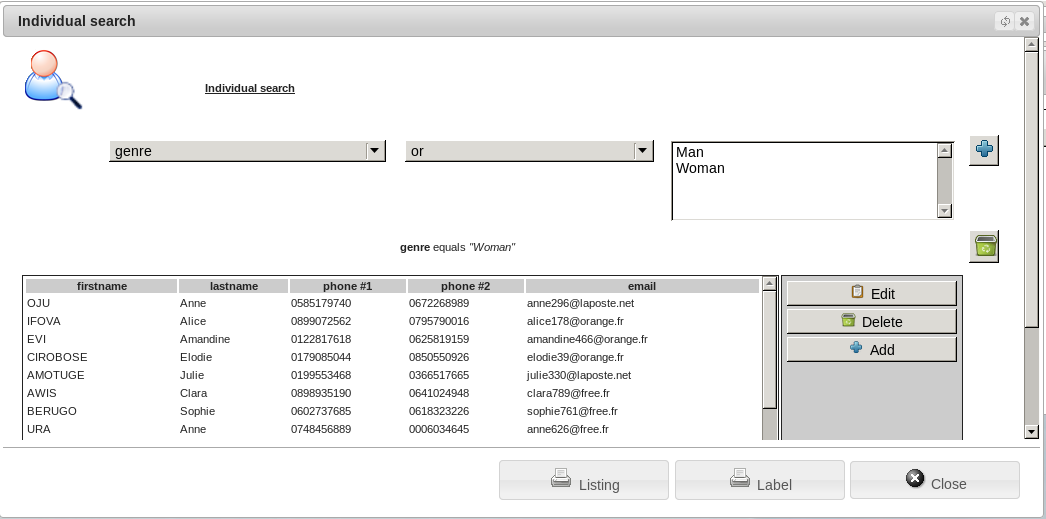 Individual search
Individual search
genre or Man
Woman
genre equals "Woman"
firstname lastname phone #1 phone #2 email
OJU Anne 0585179740 0672268989 anne296@laposte.net
IFOVA Alice 0899072562 0795790016 alice178@orange.fr
EVI Amandine 0122817618 0625819159 amandine466@orange.fr
CIROBOSE Elodie 0179085044 0850550926 elodie39@orange.fr
AMOTUGE Julie 0199553468 0366517665 julie330@laposte.net
AWIS Clara 0898935190 0641024948 clara789@free.fr
BERUGO Sophie 0602737685 0618323226 sophie761@free.fr
URA Anne 0748456889 0006034645 anne626@free.fr
Edit
Delete
Add
Listing Label Close